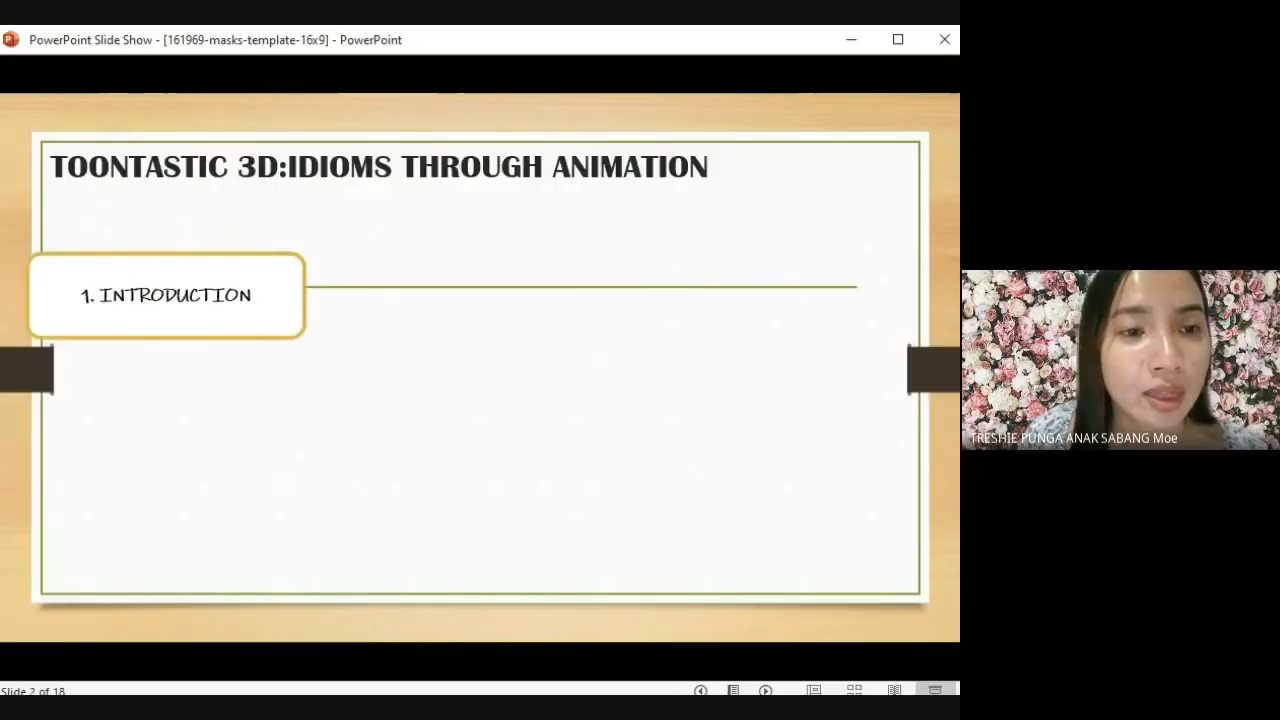 PowerPoint Slide Show - [161969-masks-template-16x9] - PowerPoint
TOONTASTIC 3D:IDIOMS THROUGH ANIMATION
1. INTRODUCTION
TRESHIE PUNGA ANAK SABANG Moe
Slide 2 of 18